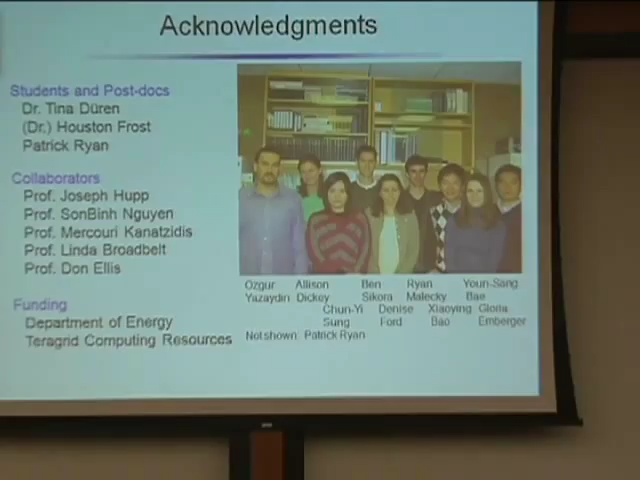 Acknowledgments
Students and Post-docs
Dr. Tina Düren
(Dr.) Houston Frost
Patrick Ryan
Collaborators
Prof. Joseph Hupp
Prof. SonBinh Nguyen
Prof. Mercouri Kanatzidis
Prof. Linda Broadbelt
Prof. Don Ellis
Funding
Department of Energy
Teragrid Computing Resources
Ozgur Allison Ben Ryan Youn-Sang
Yazaydin Dickey Sikora Malecky Bae
Chun-Yi Denise Xiaoying Gloria
Sung Ford Bao Emberger
Not shown: Patrick Ryan